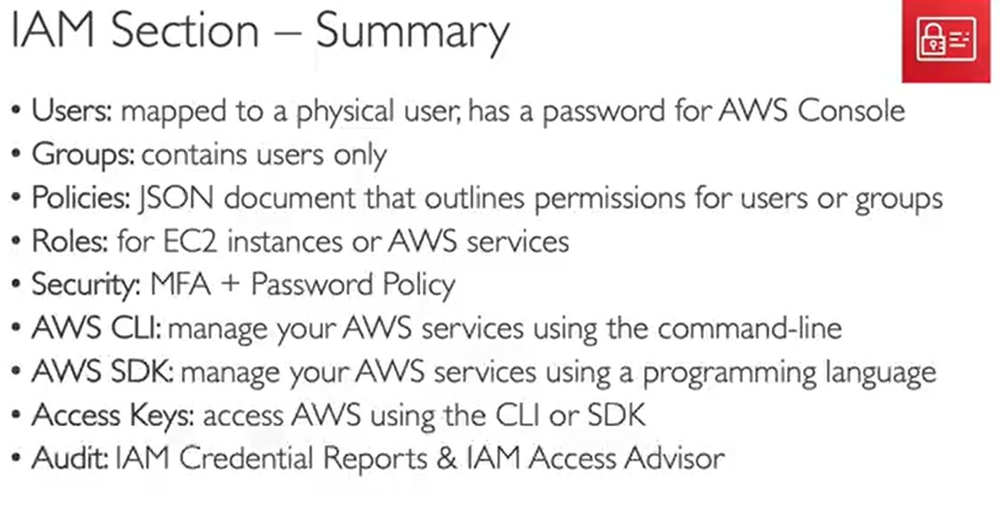 IAM Section – Summary
• Users: mapped to a physical user, has a password for AWS Console
• Groups: contains users only
• Policies: JSON document that outlines permissions for users or groups
• Roles: for EC2 instances or AWS services
• Security: MFA + Password Policy
• AWS CLI: manage your AWS services using the command-line
• AWS SDK: manage your AWS services using a programming language
• Access Keys: access AWS using the CLI or SDK
• Audit: IAM Credential Reports & IAM Access Advisor